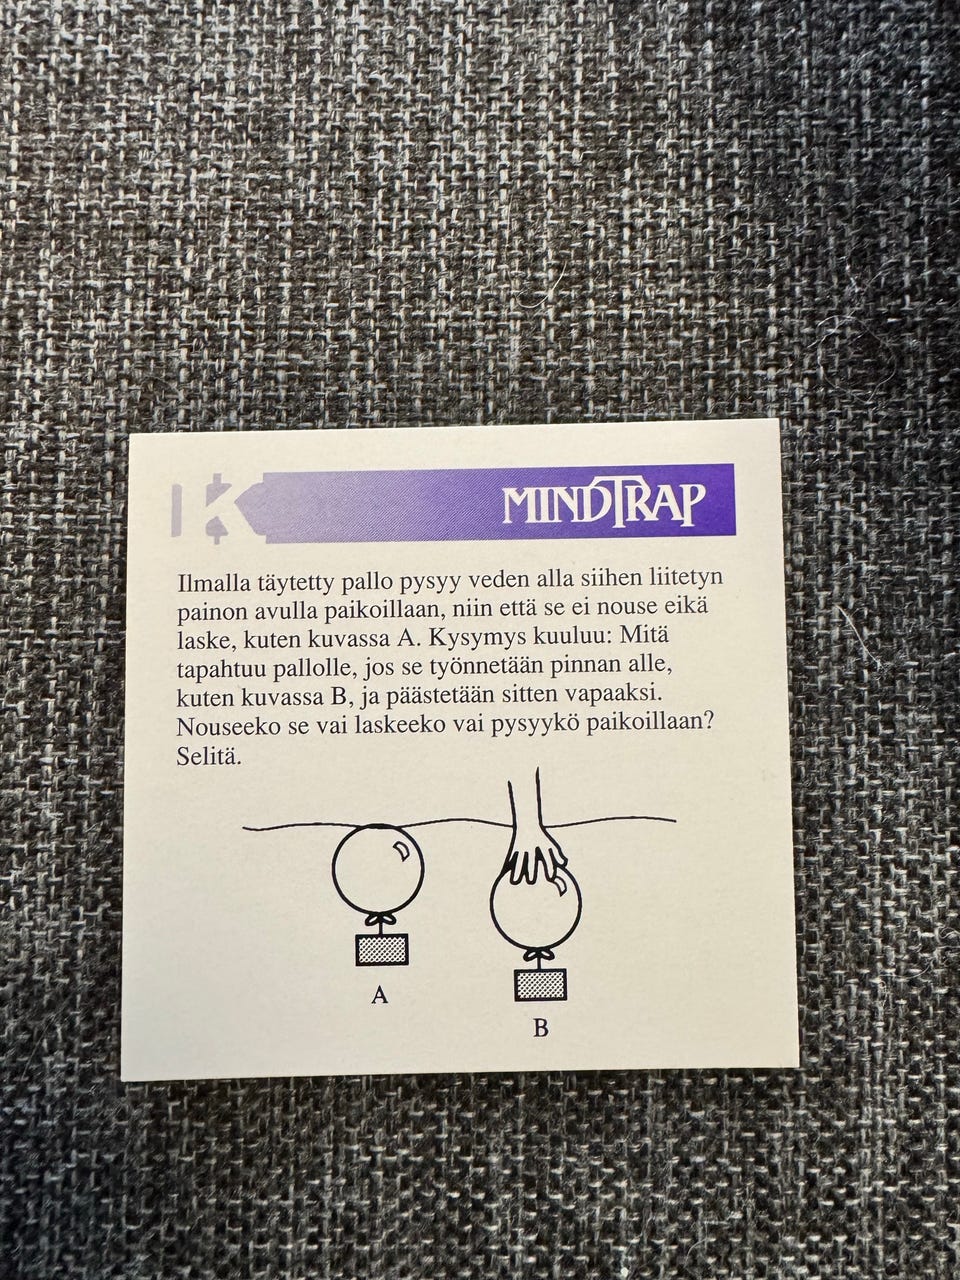 K
MINDTRAP
Ilmalla täytetty pallo pysyy veden alla siihen liitetyn
painon avulla paikoillaan, niin että se ei nouse eikä
laske, kuten kuvassa A. Kysymys kuuluu: Mitä
tapahtuu pallolle, jos se työnnetään pinnan alle,
kuten kuvassa B, ja päästetään sitten vapaaksi.
Nouseeko se vai laskeeko vai pysyykö paikoillaan?
Selitä.
A
B